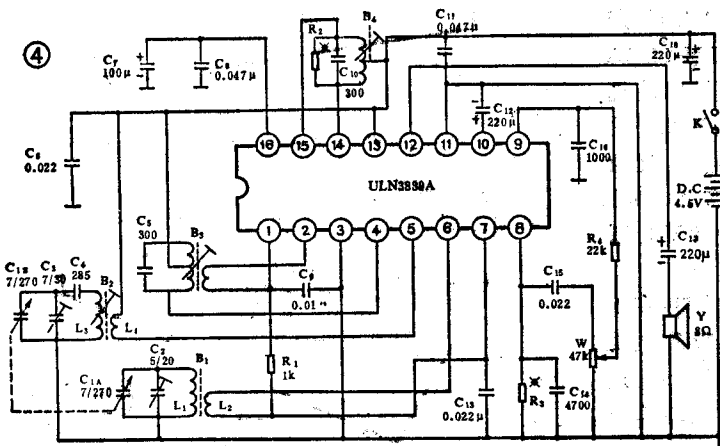 ④
C₇
100μ
C₈
0.047μ
R₂
※
C₁₀
300
B₄
C₁₁
0.047μ
220μ
K
D.C.
4.5V
C₆
0.022
16
15
14
13
12
11
10
9
C₁₂
220μ
1000
ULN3839A
1
2
3
4
5
6
7
8
C₅
300
B₃
C₉
0.01
R₄
22k
220μ
C₁₅
0.022
Y
8Ω
C₁B
7/270
C₃
7/30
C₄
285
B₂
L₃
L₄
R₁
1k
W
47k
C₂
5/20
B₁
C₁A
7/270
L₁
L₂
C₁₃
0.022μ
※
R₃
C₁₄
4700